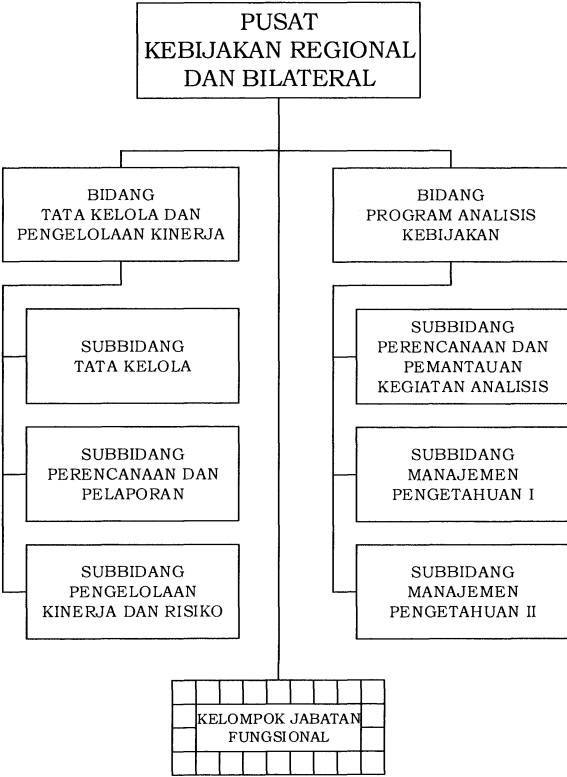 PUSAT
KEBIJAKAN REGIONAL
DAN BILATERAL
BIDANG
TATA KELOLA DAN
PENGELOLAAN KINERJA
SUBBIDANG
TATA KELOLA
SUBBIDANG
PERENCANAAN DAN
PELAPORAN
SUBBIDANG
PENGELOLAAN
KINERJA DAN RISIKO
BIDANG
PROGRAM ANALISIS
KEBIJAKAN
SUBBIDANG
PERENCANAAN DAN
PEMANTAUAN
KEGIATAN ANALISIS
SUBBIDANG
MANAJEMEN
PENGETAHUAN I
SUBBIDANG
MANAJEMEN
PENGETAHUAN II
KELOMPOK JABATAN
FUNGSIONAL